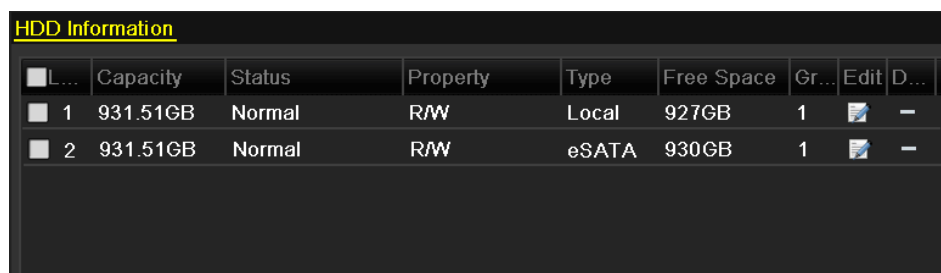 HDD Information
L... Capacity Status Property Type Free Space Gr... Edit D...
1 931.51GB Normal R/W Local 927GB 1 –
2 931.51GB Normal R/W eSATA 930GB 1 –